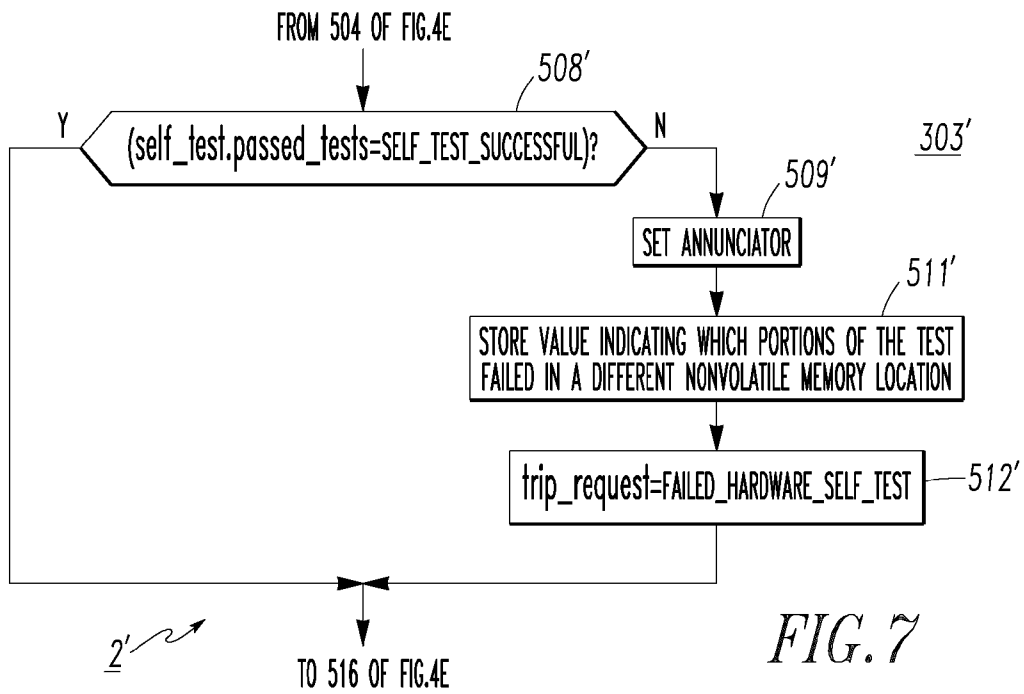 FROM 504 OF FIG.4E
508'
Y
(self_test.passed_tests=SELF_TEST_SUCCESSFUL)?
N
303'
509'
SET ANNUNCIATOR
511'
STORE VALUE INDICATING WHICH PORTIONS OF THE TEST
FAILED IN A DIFFERENT NONVOLATILE MEMORY LOCATION
trip_request=FAILED_HARDWARE_SELF_TEST
512'
2'
TO 516 OF FIG.4E
FIG. 7